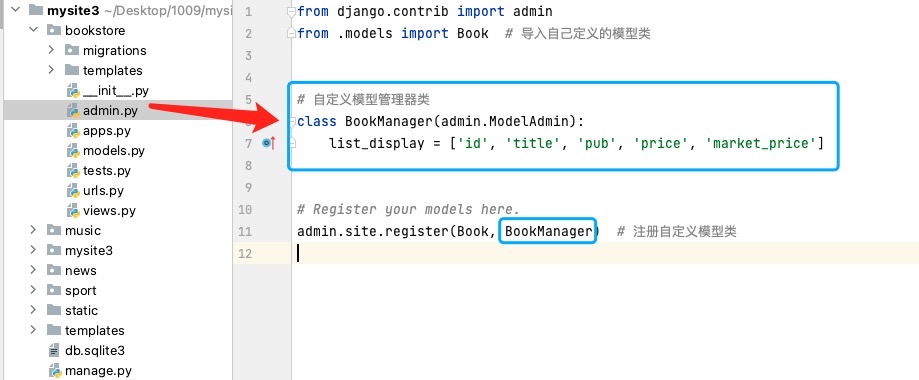 mysite3 ~/Desktop/1009/mysi
bookstore
migrations
templates
__init__.py
admin.py
apps.py
models.py
tests.py
urls.py
views.py
music
mysite3
news
sport
static
templates
db.sqlite3
manage.py
1 from django.contrib import admin
2 from .models import Book # 导入自己定义的模型类
3
4
5 # 自定义模型管理器类
class BookManager(admin.ModelAdmin):
7 list_display = ['id', 'title', 'pub', 'price', 'market_price']
8
9
10 # Register your models here.
11 admin.site.register(Book, BookManager) # 注册自定义模型类
12